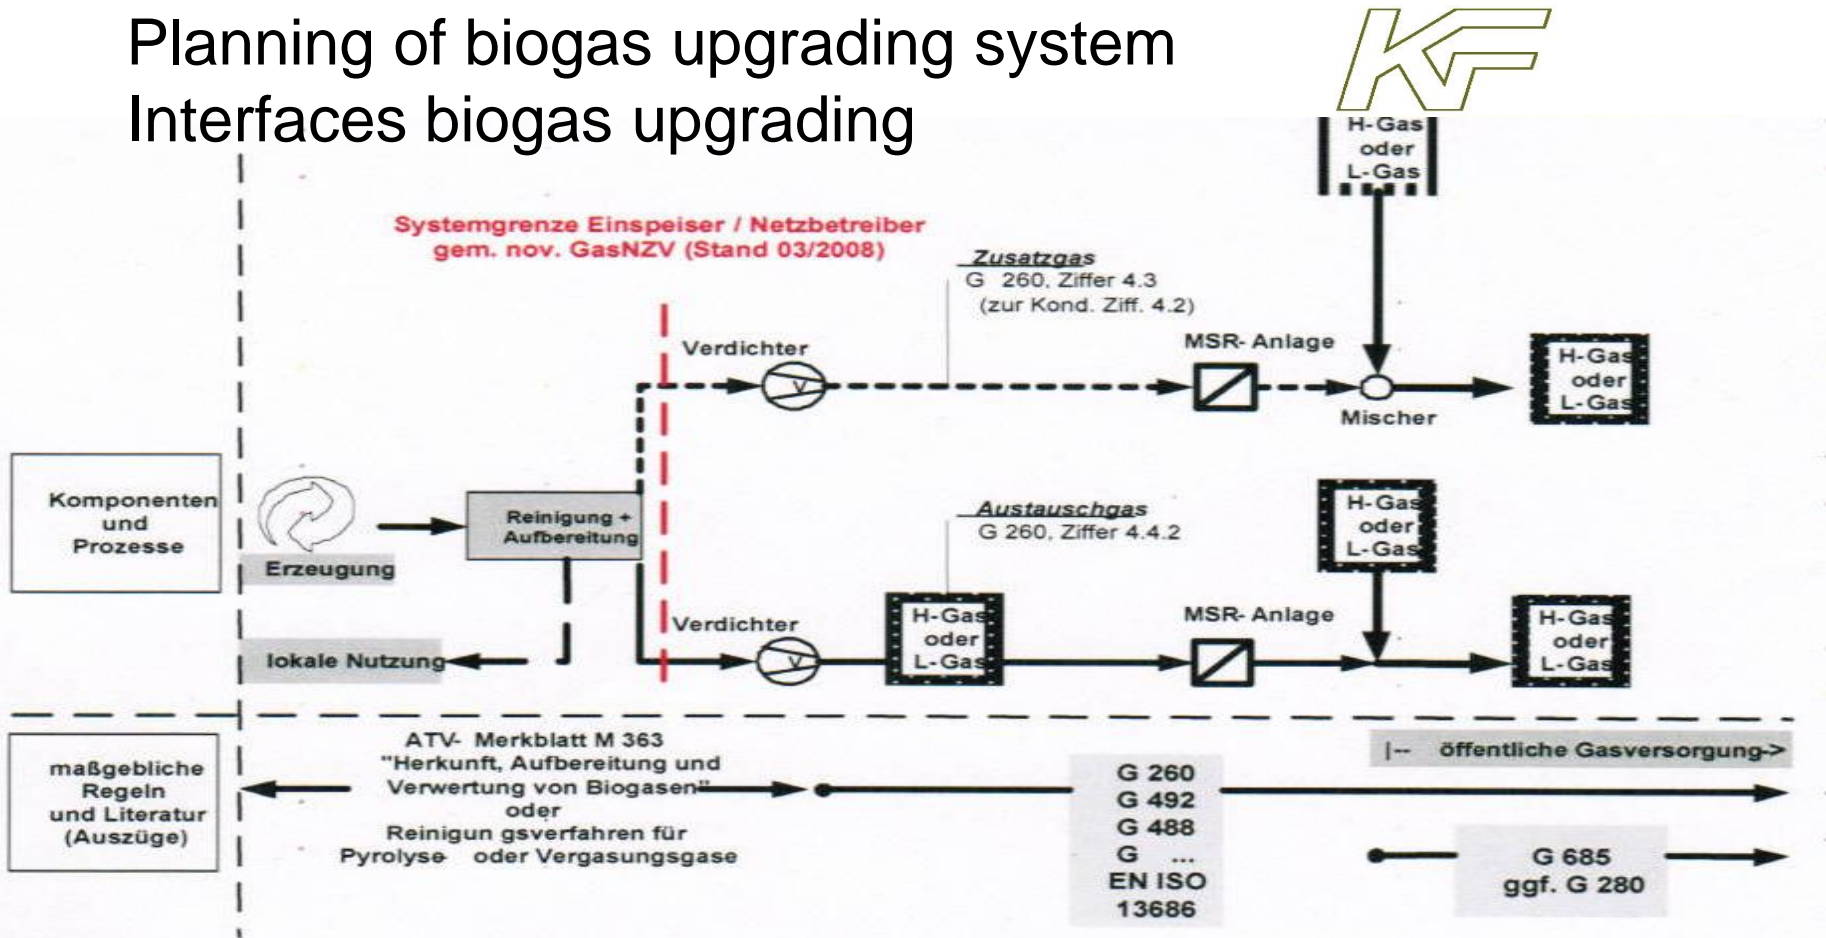 Planning of biogas upgrading system
Interfaces biogas upgrading
KF
H-Gas
oder
L-Gas
Systemgrenze Einspeiser / Netzbetreiber
gem. nov. GasNZV (Stand 03/2008)
Zusatzgas
G 260, Ziffer 4.3
(zur Kond. Ziff. 4.2)
Verdichter
V
MSR- Anlage
Mischer
H-Gas
oder
L-Gas
Komponenten
und
Prozesse
Erzeugung
Reinigung +
Aufbereitung
lokale Nutzung
Austauschgas
G 260, Ziffer 4.4.2
Verdichter
V
H-Gas
oder
L-Gas
MSR- Anlage
H-Gas
oder
L-Gas
H-Gas
oder
L-Gas
maßgebliche
Regeln
und Literatur
(Auszüge)
ATV- Merkblatt M 363
"Herkunft, Aufbereitung und
Verwertung von Biogasen"
oder
Reinigun gsverfahren für
Pyrolyse oder Vergasungsgase
G 260
G 492
G 488
G ...
EN ISO
13686
|-- öffentliche Gasversorgung->
G 685
ggf. G 280